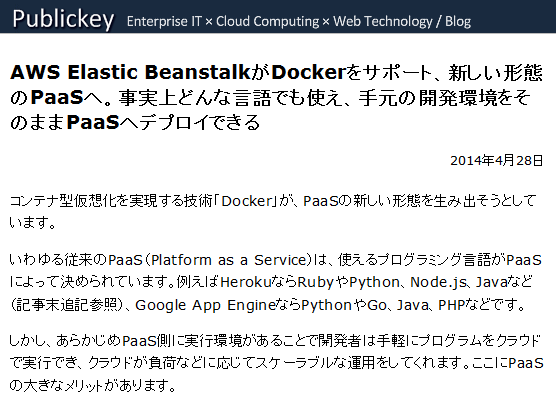 Publickey Enterprise IT × Cloud Computing × Web Technology / Blog
AWS Elastic BeanstalkがDockerをサポート、新しい形態
のPaaSへ。事実上どんな言語でも使え、手元の開発環境をそ
のままPaaSへデプロイできる
2014年4月28日
コンテナ型仮想化を実現する技術「Docker」が、PaaSの新しい形態を生み出そうとして
います。
いわゆる従来のPaaS(Platform as a Service)は、使えるプログラミング言語がPaaS
によって決められています。例えばHerokuならRubyやPython、Node.js、Javaなど
(記事末追記参照)、Google App EngineならPythonやGo、Java、PHPなどです。
しかし、あらかじめPaaS側に実行環境があることで開発者は手軽にプログラムをクラウド
で実行でき、クラウドが負荷などに応じてスケーラブルな運用をしてくれます。ここにPaaS
の大きなメリットがあります。